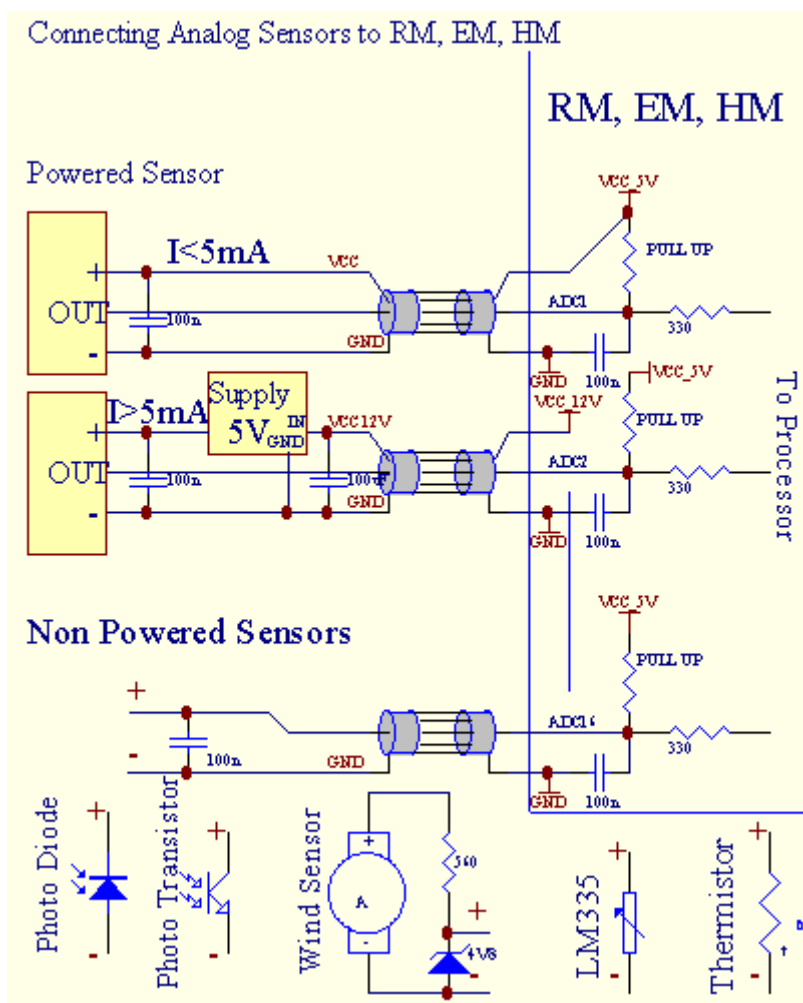 Connecting Analog Sensors to RM, EM, HM
RM, EM, HM
Powered Sensor
VCC_5V
I<5mA
+
VCC
PULL UP
OUT
100n
ADC1
330
-
GND
GND
100n
VCC_5V
I>5mA
Supply
5V
IN
GND
VCC12V
VCC_12V
PULL UP
+
OUT
100n
ADC2
330
-
GND
GND
100n
To Processor
Non Powered Sensors
VCC_5V
PULL UP
+
ADC16
330
-
100n
GND
GND
100n
Photo Diode
+
-
Photo Transistor
+
-
Wind Sensor
+
A
-
560
+
4V8
-
LM335
+
-
Thermistor
+
-
t